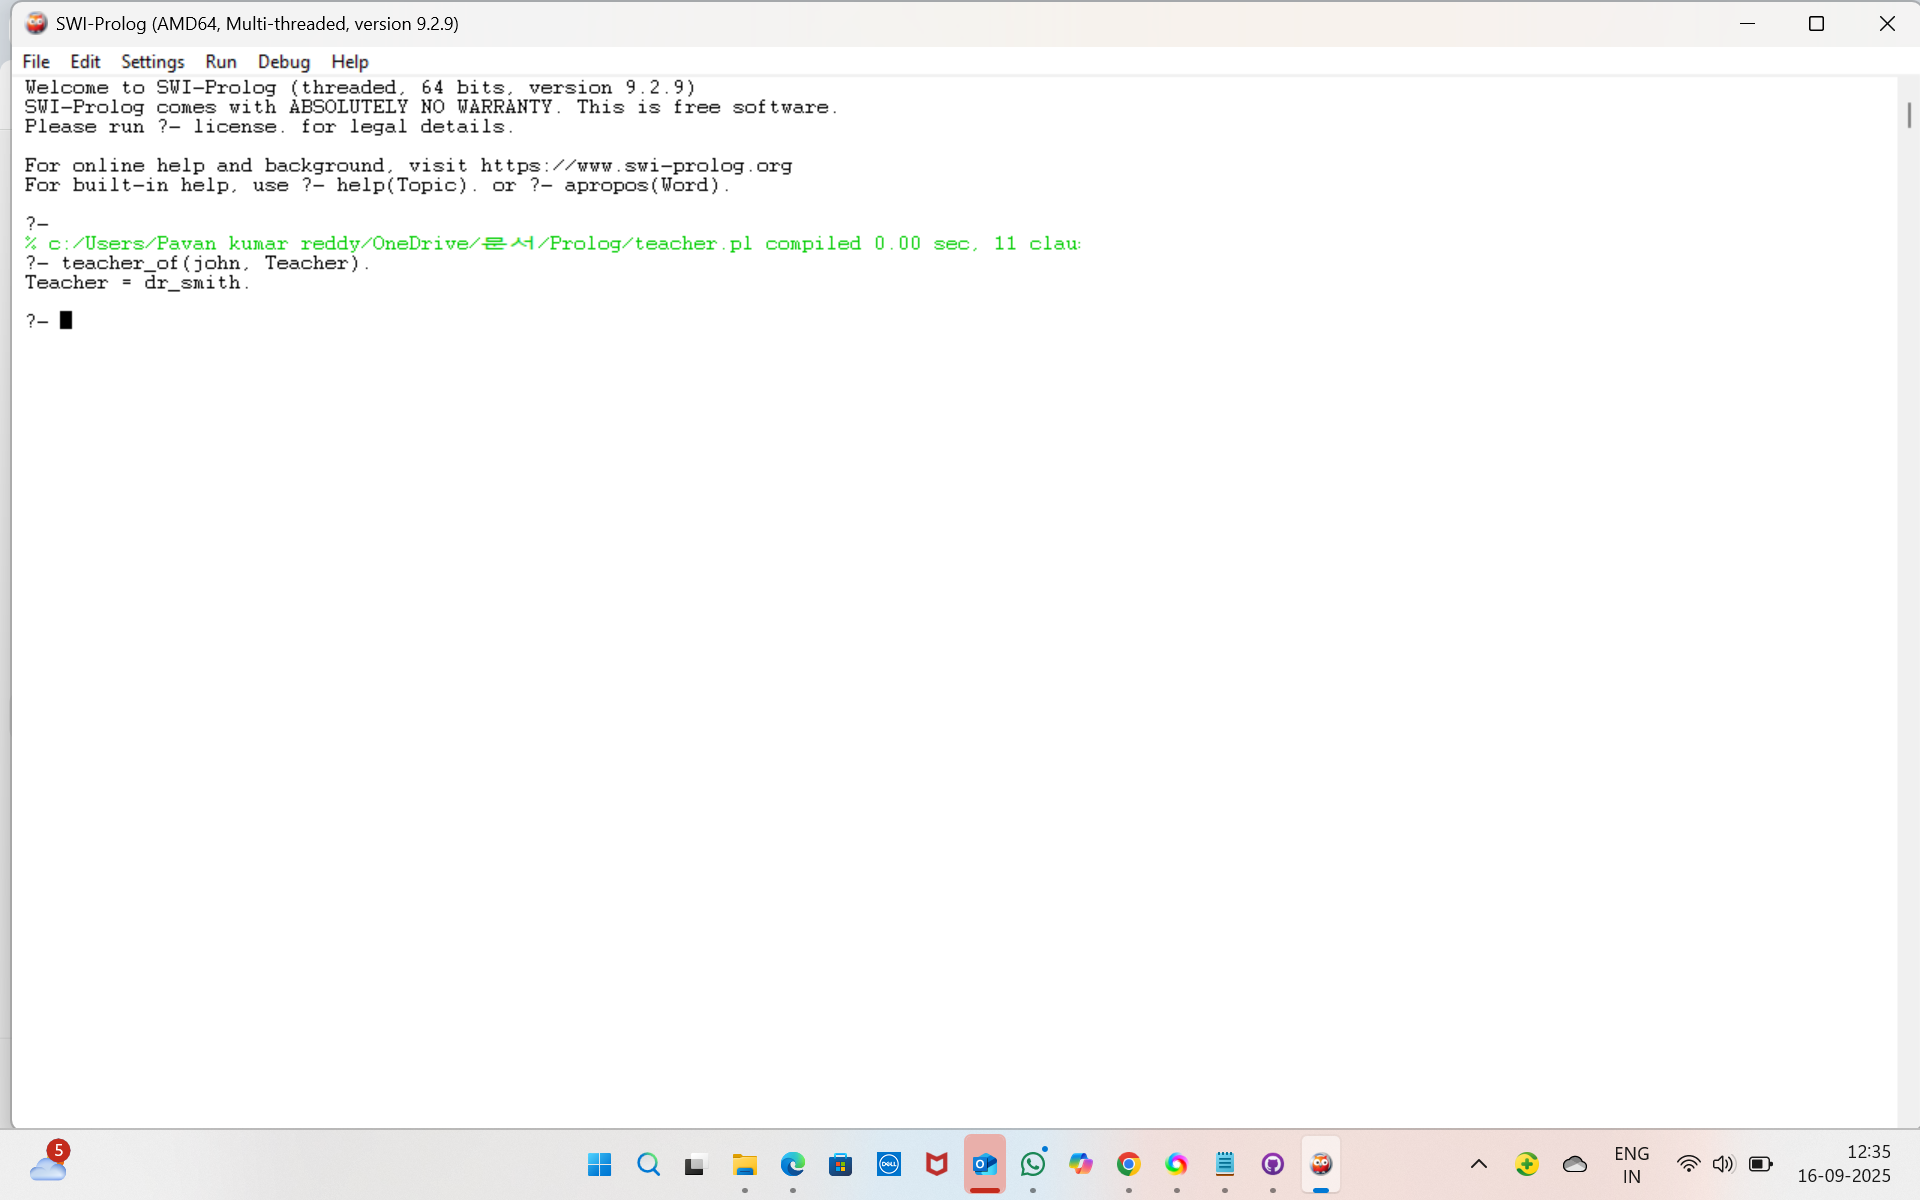 SWI-Prolog (AMD64, Multi-threaded, version 9.2.9)
File Edit Settings Run Debug Help
Welcome to SWI-Prolog (threaded, 64 bits, version 9.2.9)
SWI-Prolog comes with ABSOLUTELY NO WARRANTY. This is free software.
Please run ?- license. for legal details.
For online help and background, visit https://www.swi-prolog.org
For built-in help, use ?- help(Topic). or ?- apropos(Word).
?-
% c:/Users/Pavan kumar reddy/OneDrive/문서/Prolog/teacher.pl compiled 0.00 sec, 11 clau
?- teacher_of(john, Teacher).
Teacher = dr_smith.
?-
5
DELL
ENG
IN
12:35
16-09-2025